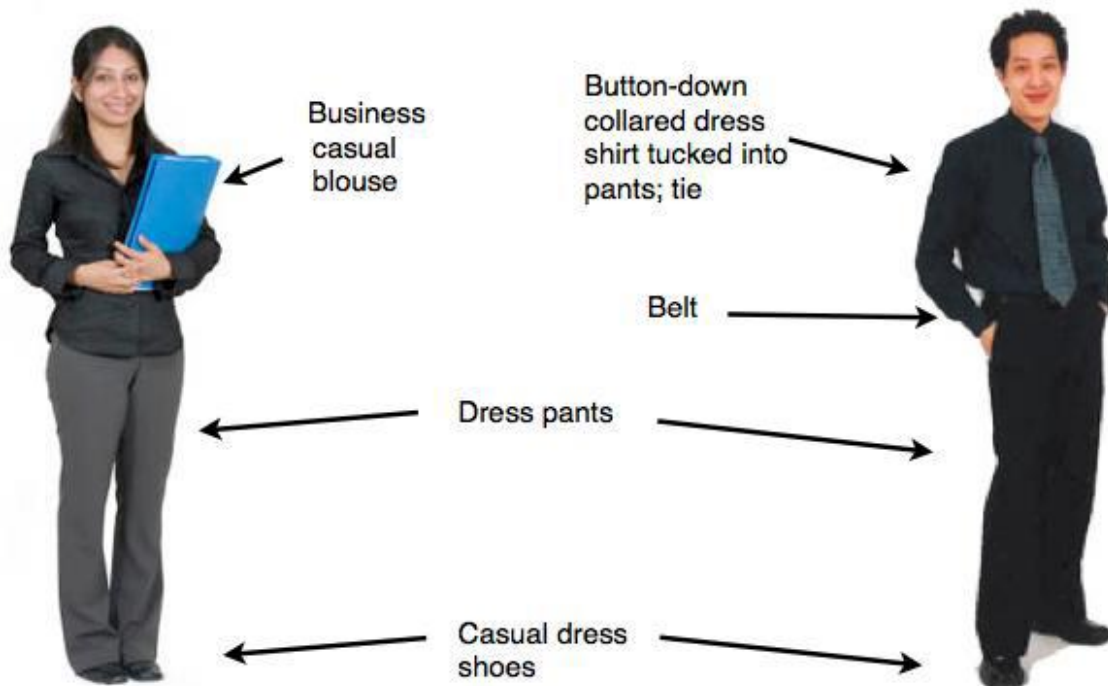 Business
casual
blouse
Button-down
collared dress
shirt tucked into
pants; tie
Belt
Dress pants
Casual dress
shoes